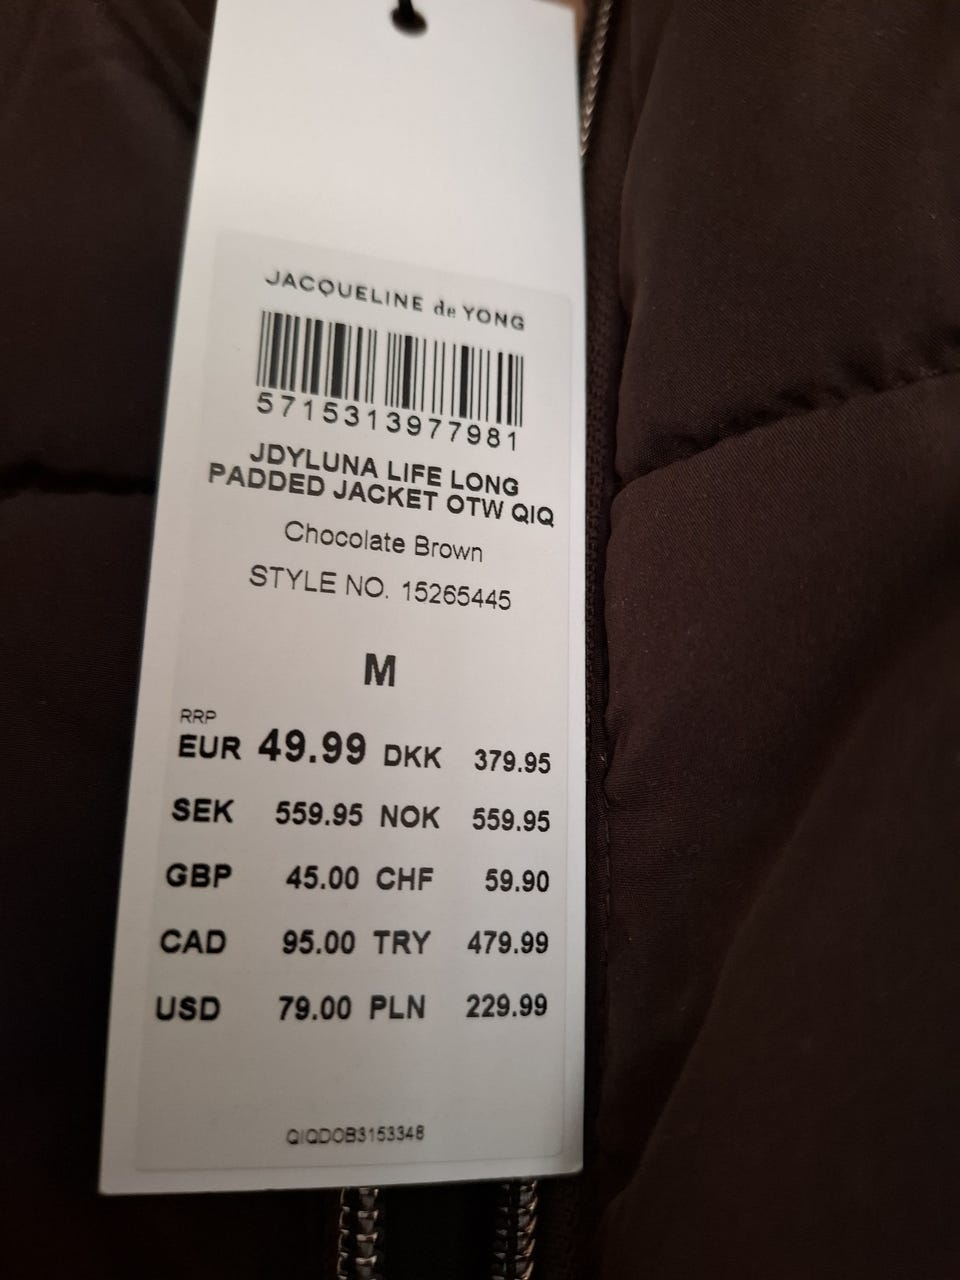 JACQUELINE de YONG
5715313977981
JDYLUNA LIFE LONG
PADDED JACKET OTW QIQ
Chocolate Brown
STYLE NO. 15265445
M
RRP
EUR 49.99 DKK 379.95
SEK 559.95 NOK 559.95
GBP 45.00 CHF 59.90
CAD 95.00 TRY 479.99
USD 79.00 PLN 229.99
QIQDOB3153348